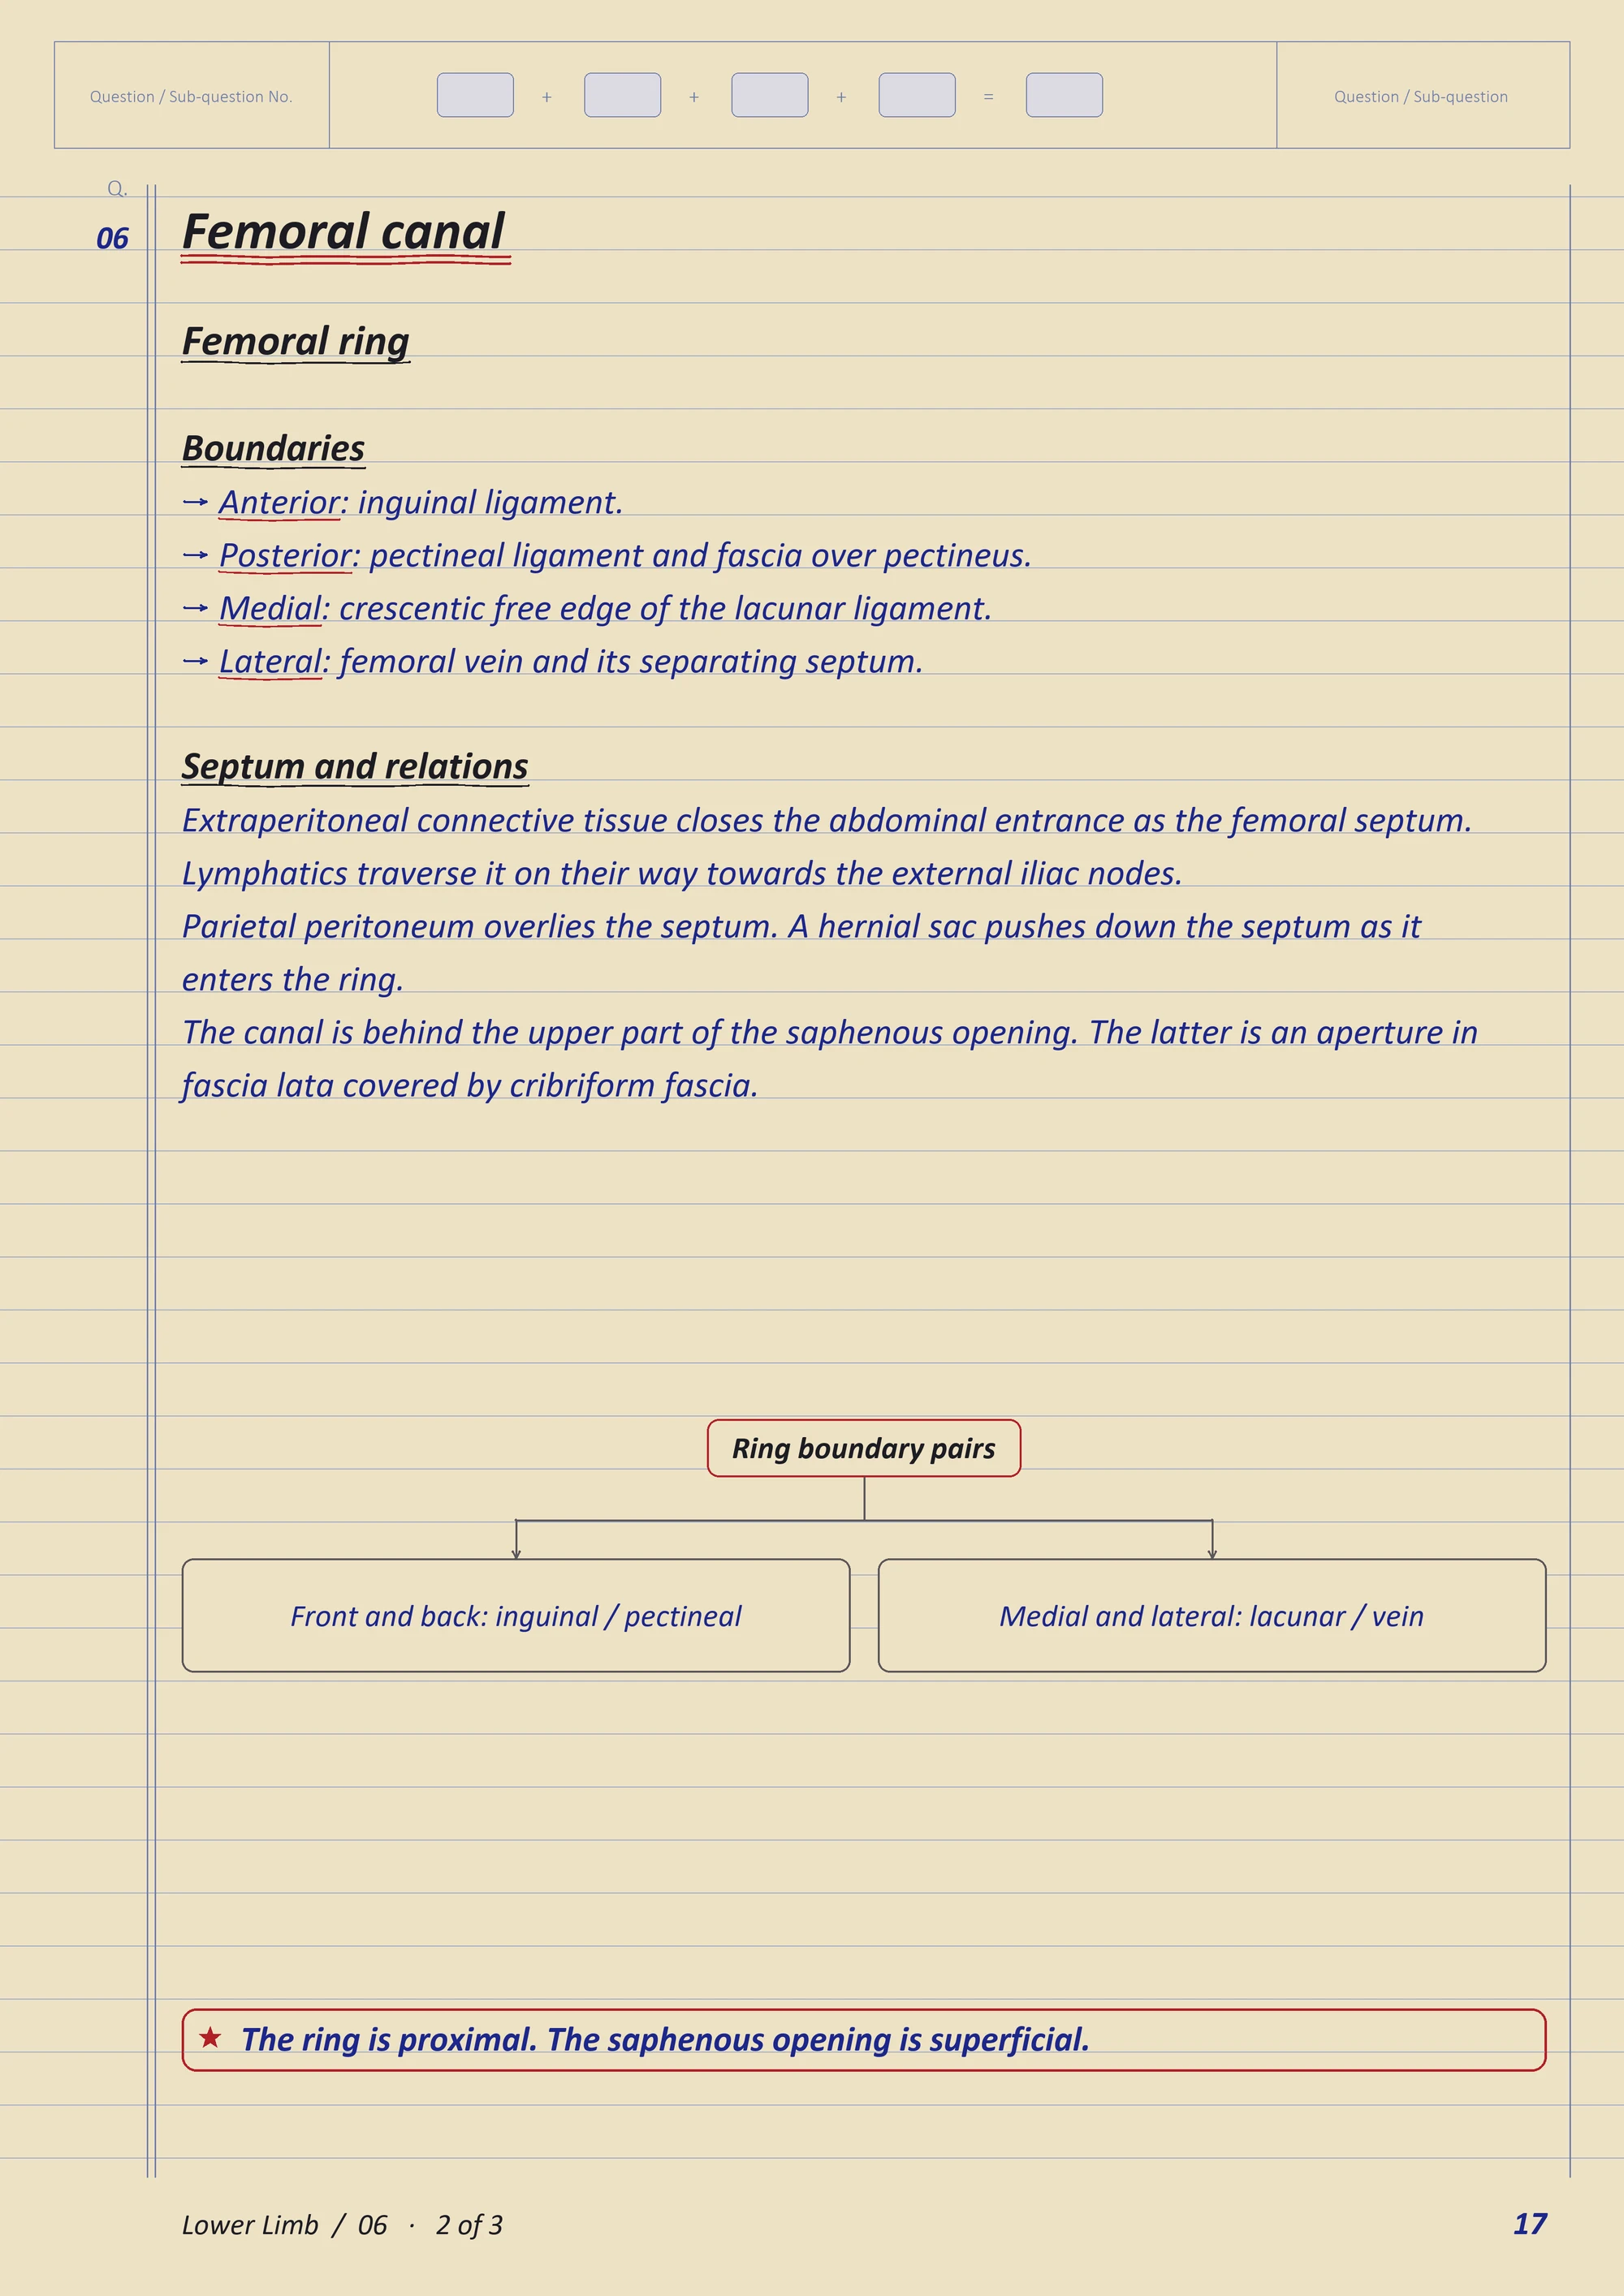 Question / Sub-question No.
+ + + =
Question / Sub-question
Q.
06
Femoral canal
Femoral ring
Boundaries
→ Anterior: inguinal ligament.
→ Posterior: pectineal ligament and fascia over pectineus.
→ Medial: crescentic free edge of the lacunar ligament.
→ Lateral: femoral vein and its separating septum.
Septum and relations
Extraperitoneal connective tissue closes the abdominal entrance as the femoral septum.
Lymphatics traverse it on their way towards the external iliac nodes.
Parietal peritoneum overlies the septum. A hernial sac pushes down the septum as it
enters the ring.
The canal is behind the upper part of the saphenous opening. The latter is an aperture in
fascia lata covered by cribriform fascia.
Ring boundary pairs
Front and back: inguinal / pectineal
Medial and lateral: lacunar / vein
★ The ring is proximal. The saphenous opening is superficial.
Lower Limb / 06 · 2 of 3
17